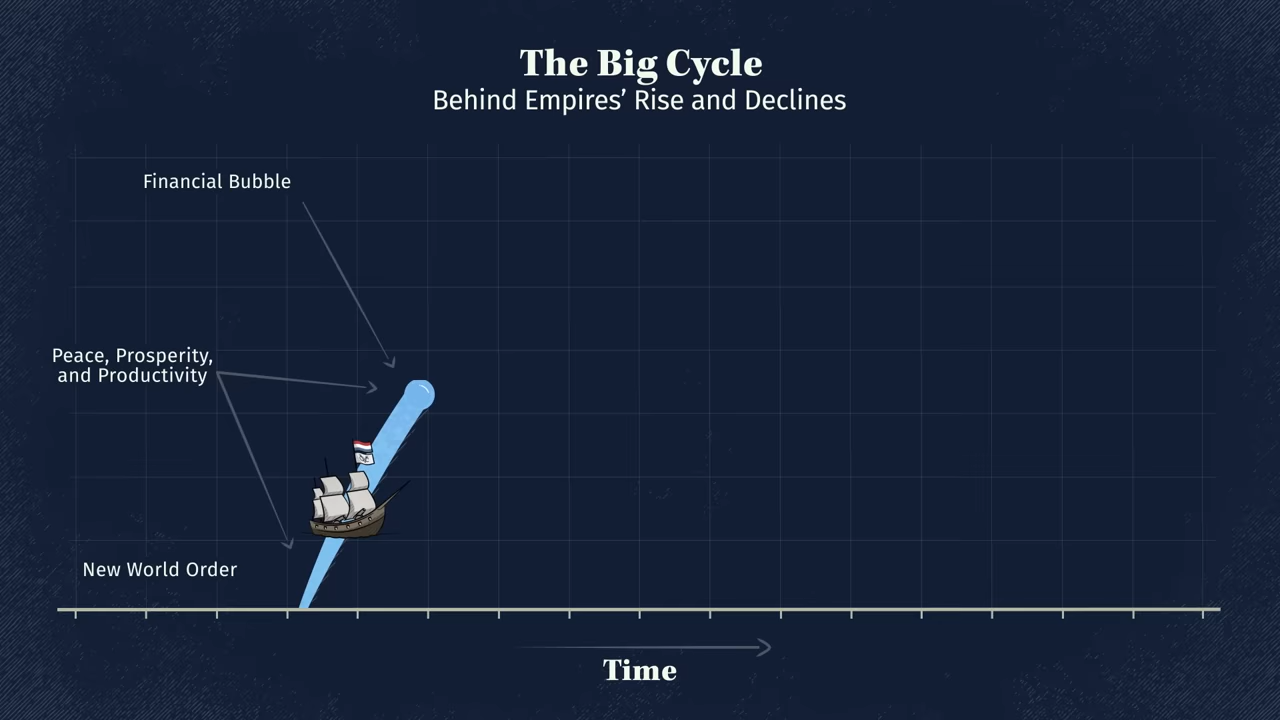 The Big Cycle
Behind Empires’ Rise and Declines
Financial Bubble
Peace, Prosperity,
and Productivity
New World Order
Time